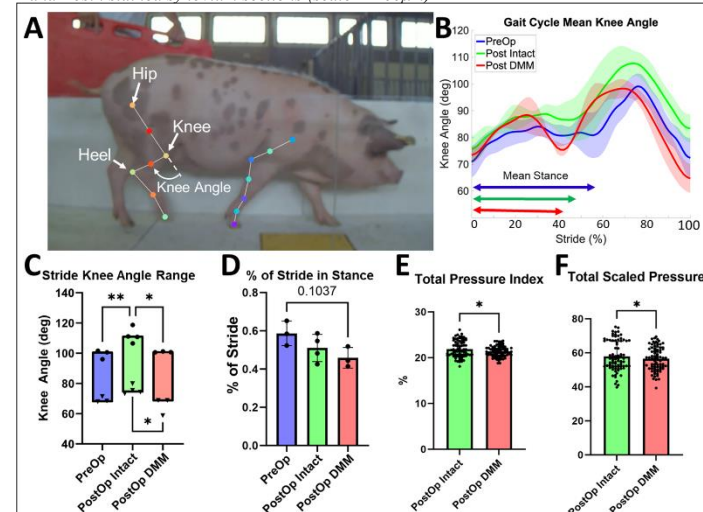 A
Hip
Knee
Heel
Knee Angle
B
Gait Cycle Mean Knee Angle
Knee Angle (deg)
120
110
100
90
80
70
60
PreOp
Post Intact
Post DMM
Mean Stance
0 20 40 60 80 100
Stride (%)
C
Stride Knee Angle Range
Knee Angle (deg)
140
120
100
80
60
40
** *
*
PreOp
PostOp Intact
PostOp DMM
D
% of Stride in Stance
0.1037
% of Stride
0.8
0.6
0.4
0.2
0.0
PreOp
PostOp Intact
PostOp DMM
E
Total Pressure Index
*
%
30
20
10
0
PostOp Intact
PostOp DMM
F
Total Scaled Pressure
*
80
60
40
20
0
PostOp Intact
PostOp DMM